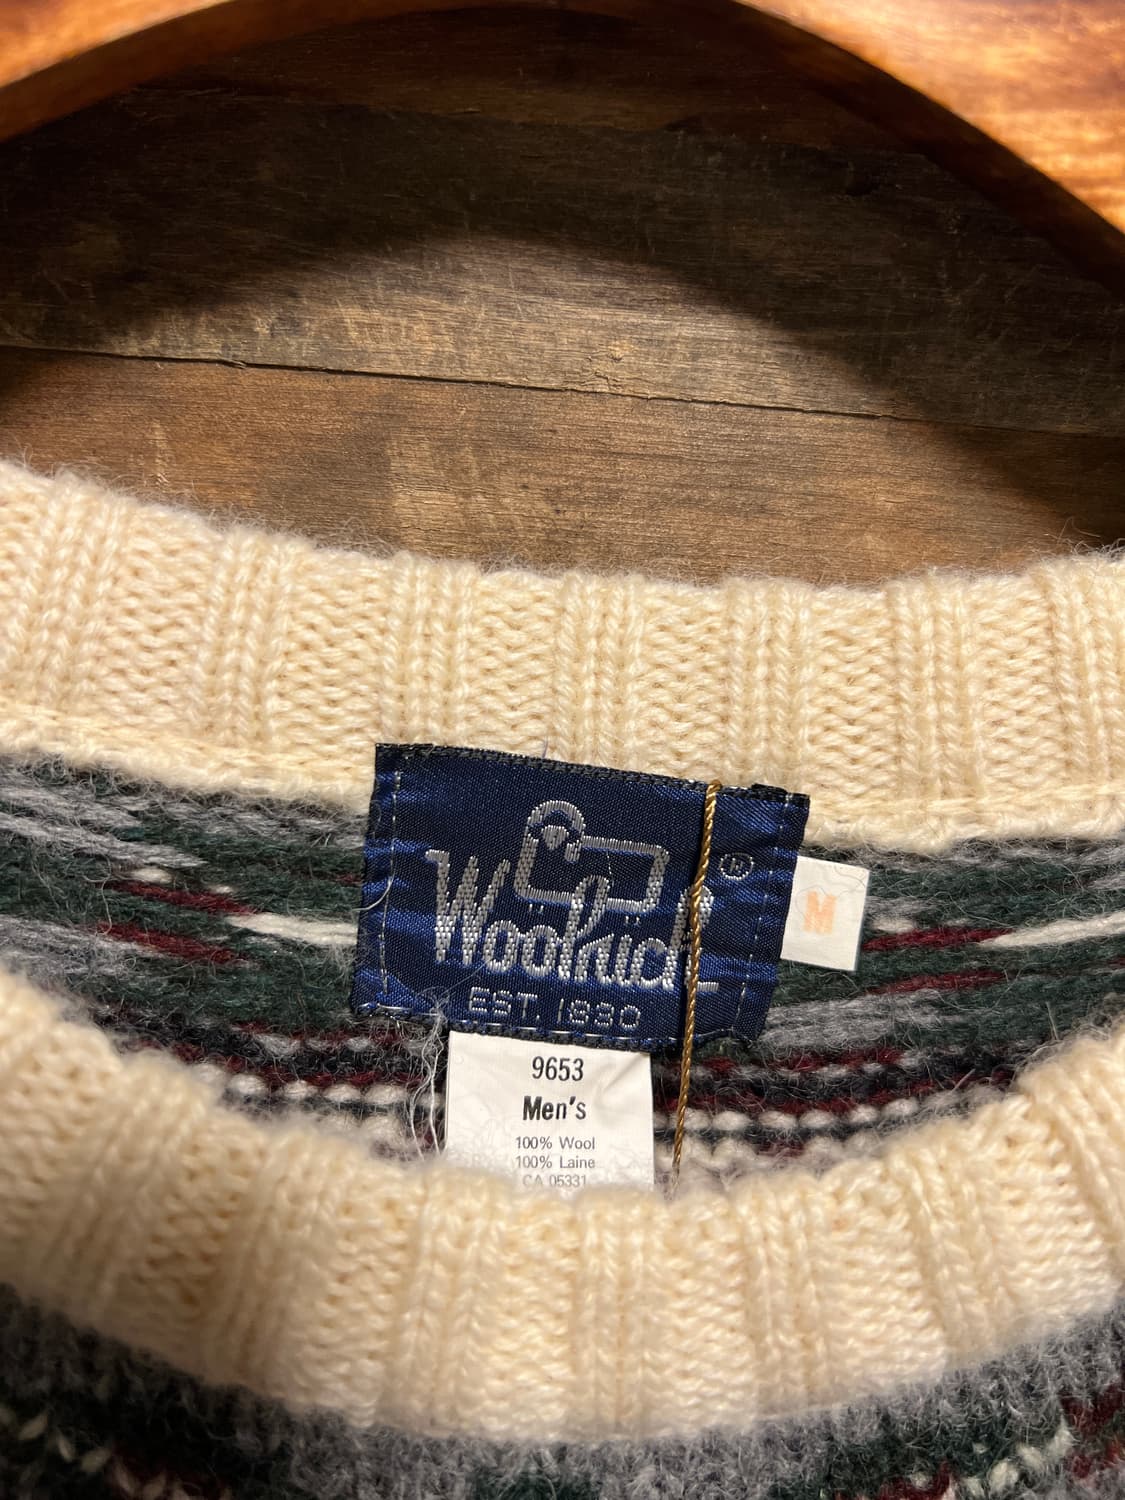 Woolrich
®
EST. 1830
M
9653
Men's
100% Wool
100% Laine
CA 05331